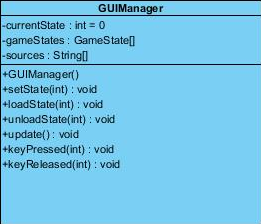 GUIManager
-currentState : int = 0
-gameStates : GameState[]
-sources : String[]
+GUIManager()
+setState(int) : void
+loadState(int) : void
+unloadState(int) : void
+update() : void
+keyPressed(int) : void
+keyReleased(int) : void